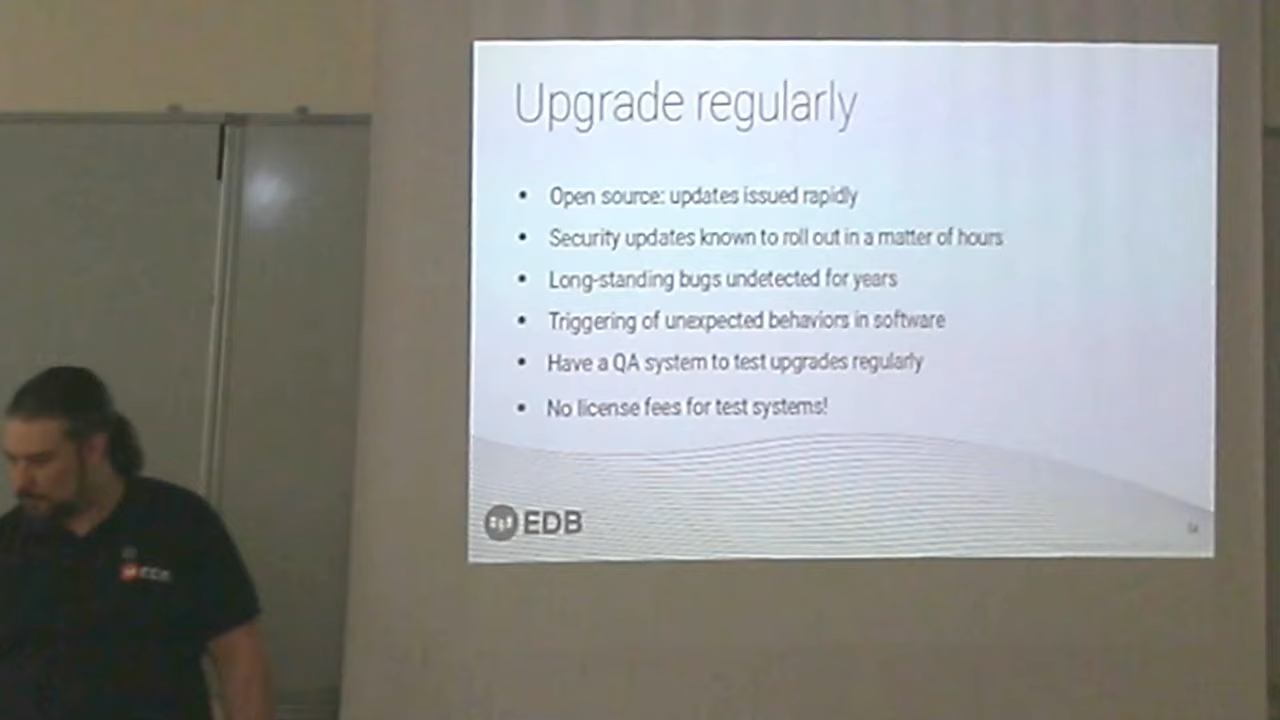 Upgrade regularly
• Open source: updates issued rapidly
• Security updates known to roll out in a matter of hours
• Long-standing bugs undetected for years
• Triggering of unexpected behaviors in software
• Have a QA system to test upgrades regularly
• No license fees for test systems!
EDB